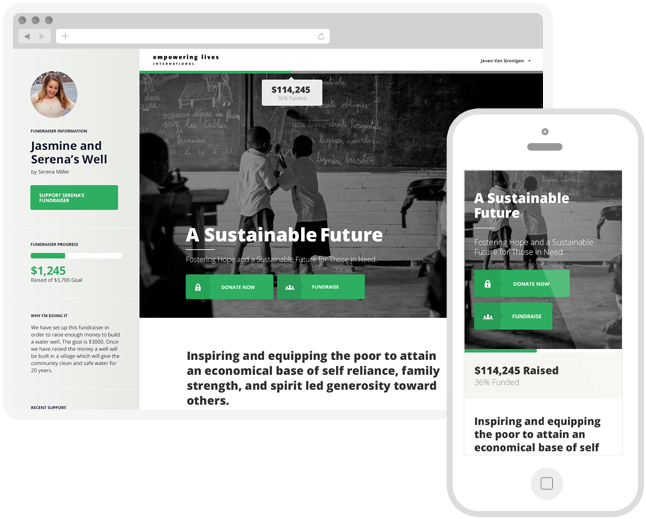 empowering lives
INTERNATIONAL
Javan Van Gronigen
$114,245
36% Funded
FUNDRAISER INFORMATION
Jasmine and
Serena's Well
by Serena Miller
SUPPORT SERENA'S
FUNDRAISER
FUNDRAISER PROGRESS
$1,245
Raised of $3,700 Goal
WHY I'M DOING IT
We have set up this fundraiser in
order to raise enough money to build
a water well. The goal is $3000. Once
we have raised the money a well will
be built in a village which will give the
community clean and safe water for
20 years.
RECENT SUPPORT
A Sustainable Future
Fostering Hope and a Sustainable Future for Those in Need.
DONATE NOW
FUNDRAISE
Inspiring and equipping the poor to attain
an economical base of self reliance, family
strength, and spirit led generosity toward
others.
A Sustainable
Future
Fostering Hope and a Sustainable
Future for Those in Need.
DONATE NOW
FUNDRAISE
$114,245 Raised
36% Funded
Inspiring and equipping
the poor to attain an
economical base of self